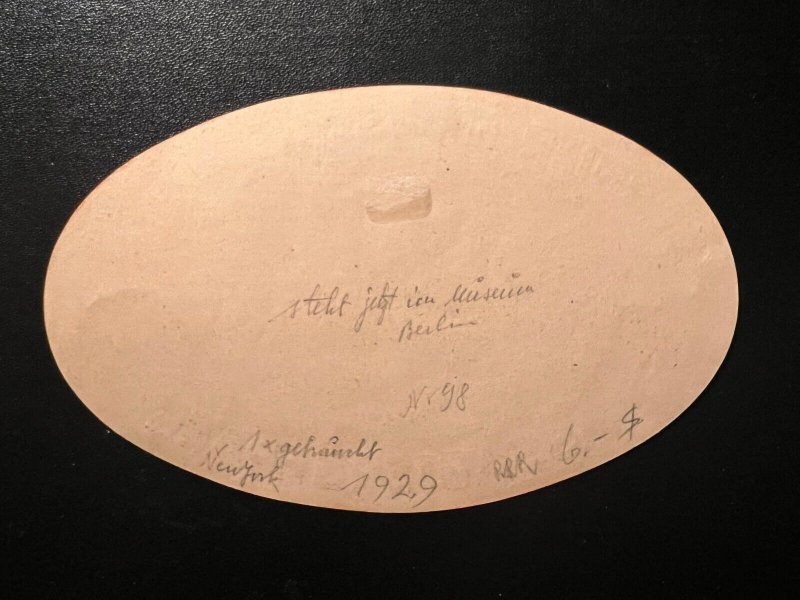 steht jetzt im Museum
Berlin
Nr 98
1x gebraucht
New York
1929
RRR 6.- $